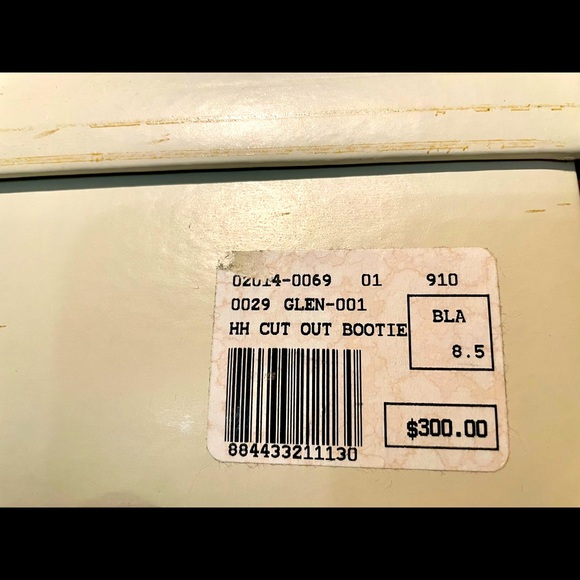 02014-0069 01 910
0029 GLEN-001
HH CUT OUT BOOTIE
BLA
8.5
$300.00
884433211130